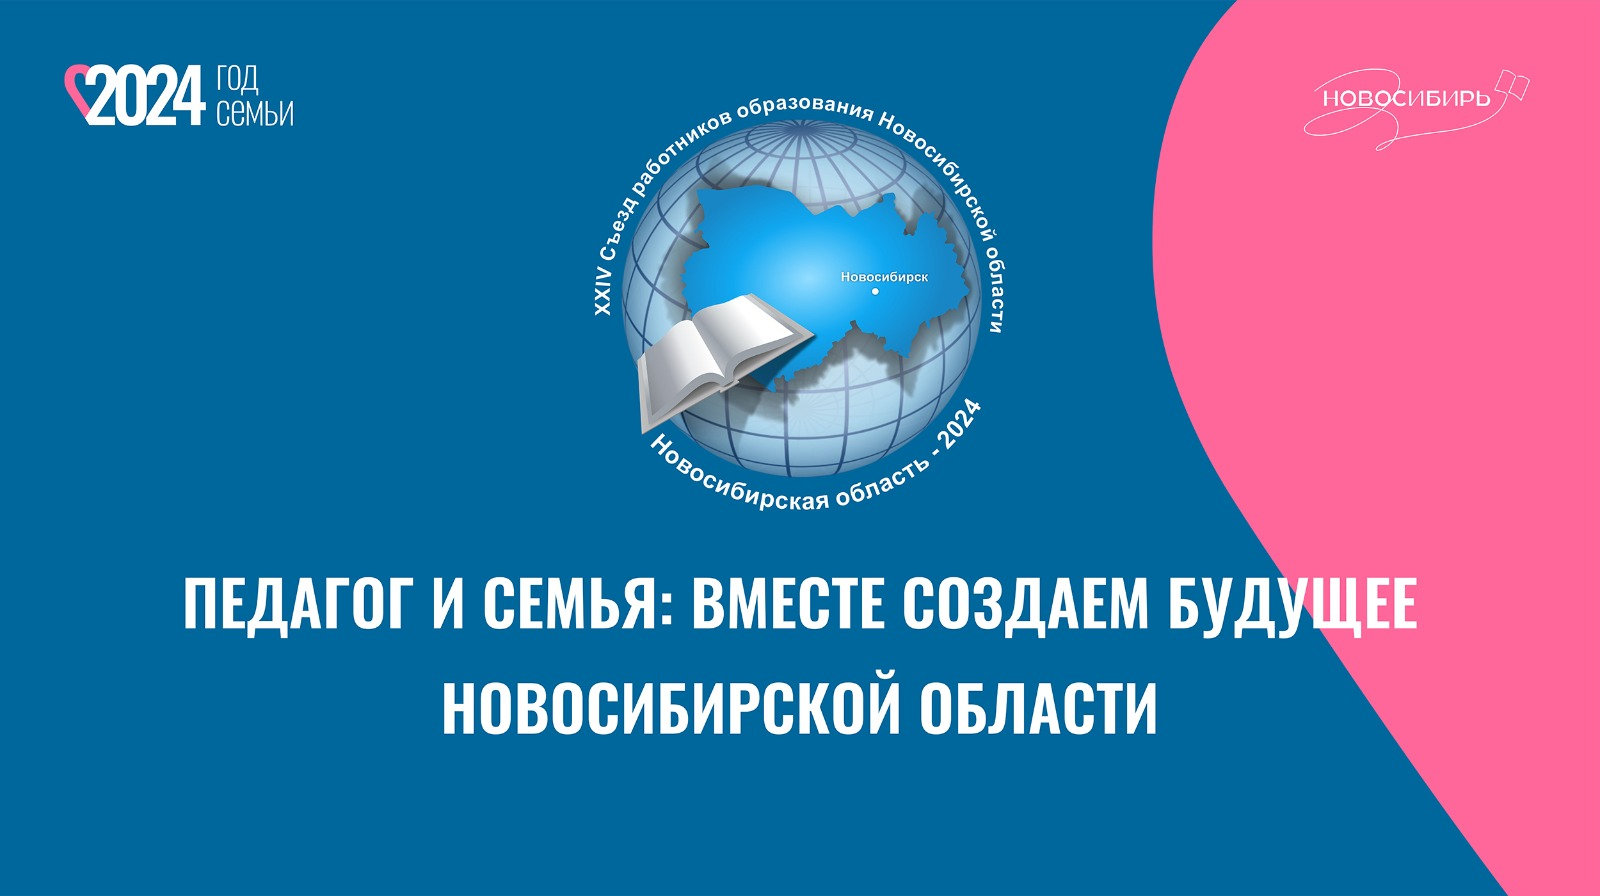 2024 ГОД
СЕМЬИ
НОВОСИБИРЬ
XXIV Съезд работников образования Новосибирской области
Новосибирск
Новосибирская область - 2024
ПЕДАГОГ И СЕМЬЯ: ВМЕСТЕ СОЗДАЕМ БУДУЩЕЕ
НОВОСИБИРСКОЙ ОБЛАСТИ